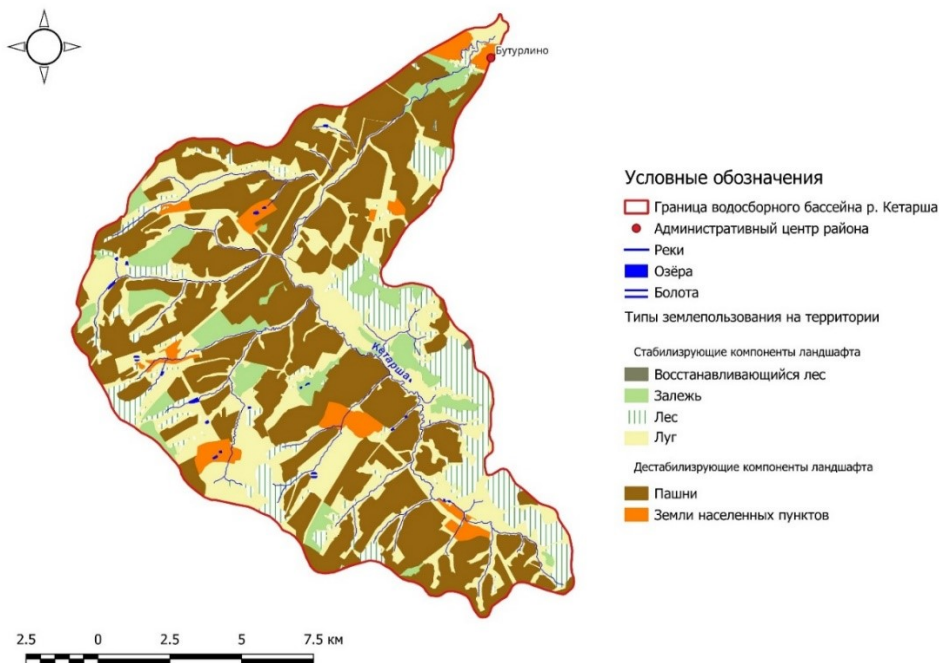 Бутурлино
Кетарша
Условные обозначения
Граница водосборного бассейна р. Кетарша
Административный центр района
Реки
Озёра
Болота
Типы землепользования на территории
Стабилизирующие компоненты ландшафта
Восстанавливающийся лес
Залежь
Лес
Луг
Дестабилизирующие компоненты ландшафта
Пашни
Земли населенных пунктов
2.5 0 2.5 5 7.5 км